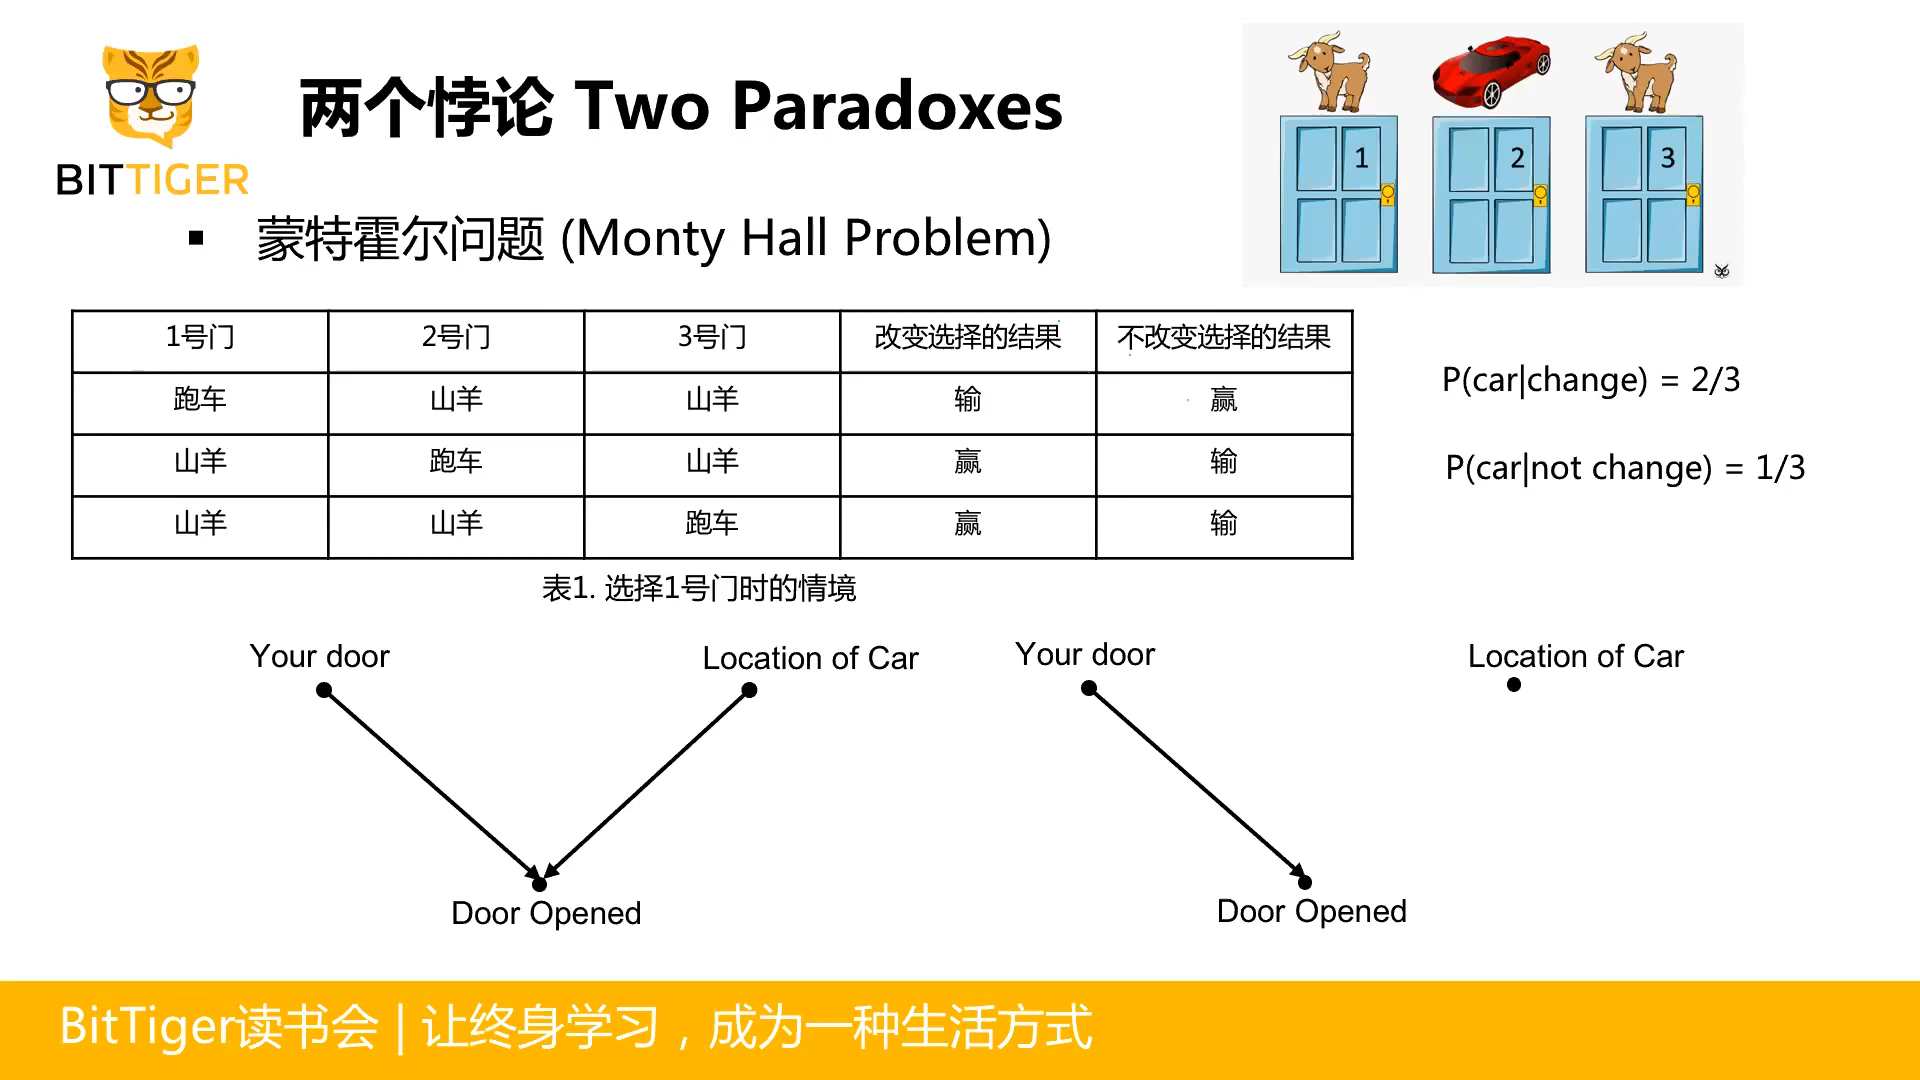 两个悖论 Two Paradoxes
BITTIGER
1
2
3
▪ 蒙特霍尔问题 (Monty Hall Problem)
1号门 2号门 3号门 改变选择的结果 不改变选择的结果
跑车 山羊 山羊 输 赢
山羊 跑车 山羊 赢 输
山羊 山羊 跑车 赢 输
P(car|change) = 2/3
P(car|not change) = 1/3
表1. 选择1号门时的情境
Your door
Location of Car
Door Opened
Your door
Location of Car
Door Opened
BitTiger读书会 | 让终身学习，成为一种生活方式